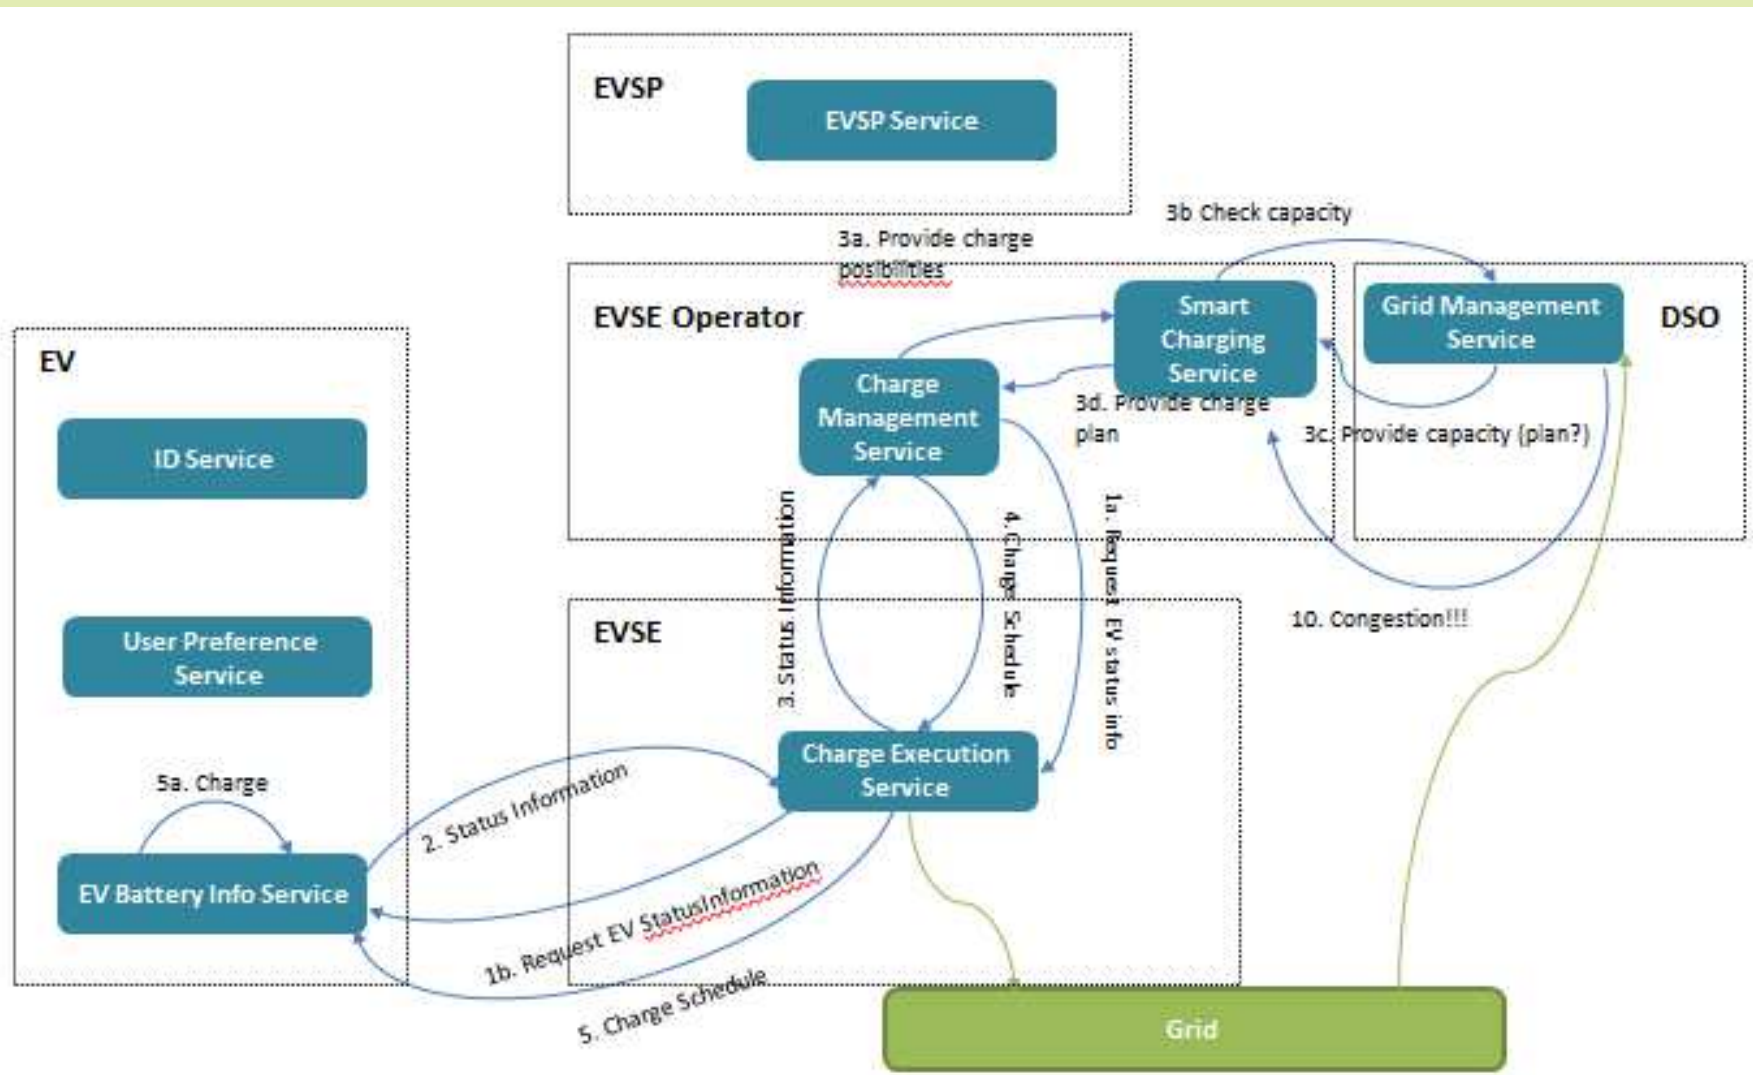 EVSP
EVSP Service
3b Check capacity
3a. Provide charge
posibilities
EVSE Operator
Smart
Charging
Service
Grid Management
Service
DSO
EV
Charge
Management
Service
3d. Provide charge
plan
3c. Provide capacity (plan?)
ID Service
3. Status Information
4. Charge Schedule
1a. Request EV status info
10. Congestion!!!
EVSE
User Preference
Service
Charge Execution
Service
5a. Charge
2. Status Information
EV Battery Info Service
1b. Request EV StatusInformation
5. Charge Schedule
Grid